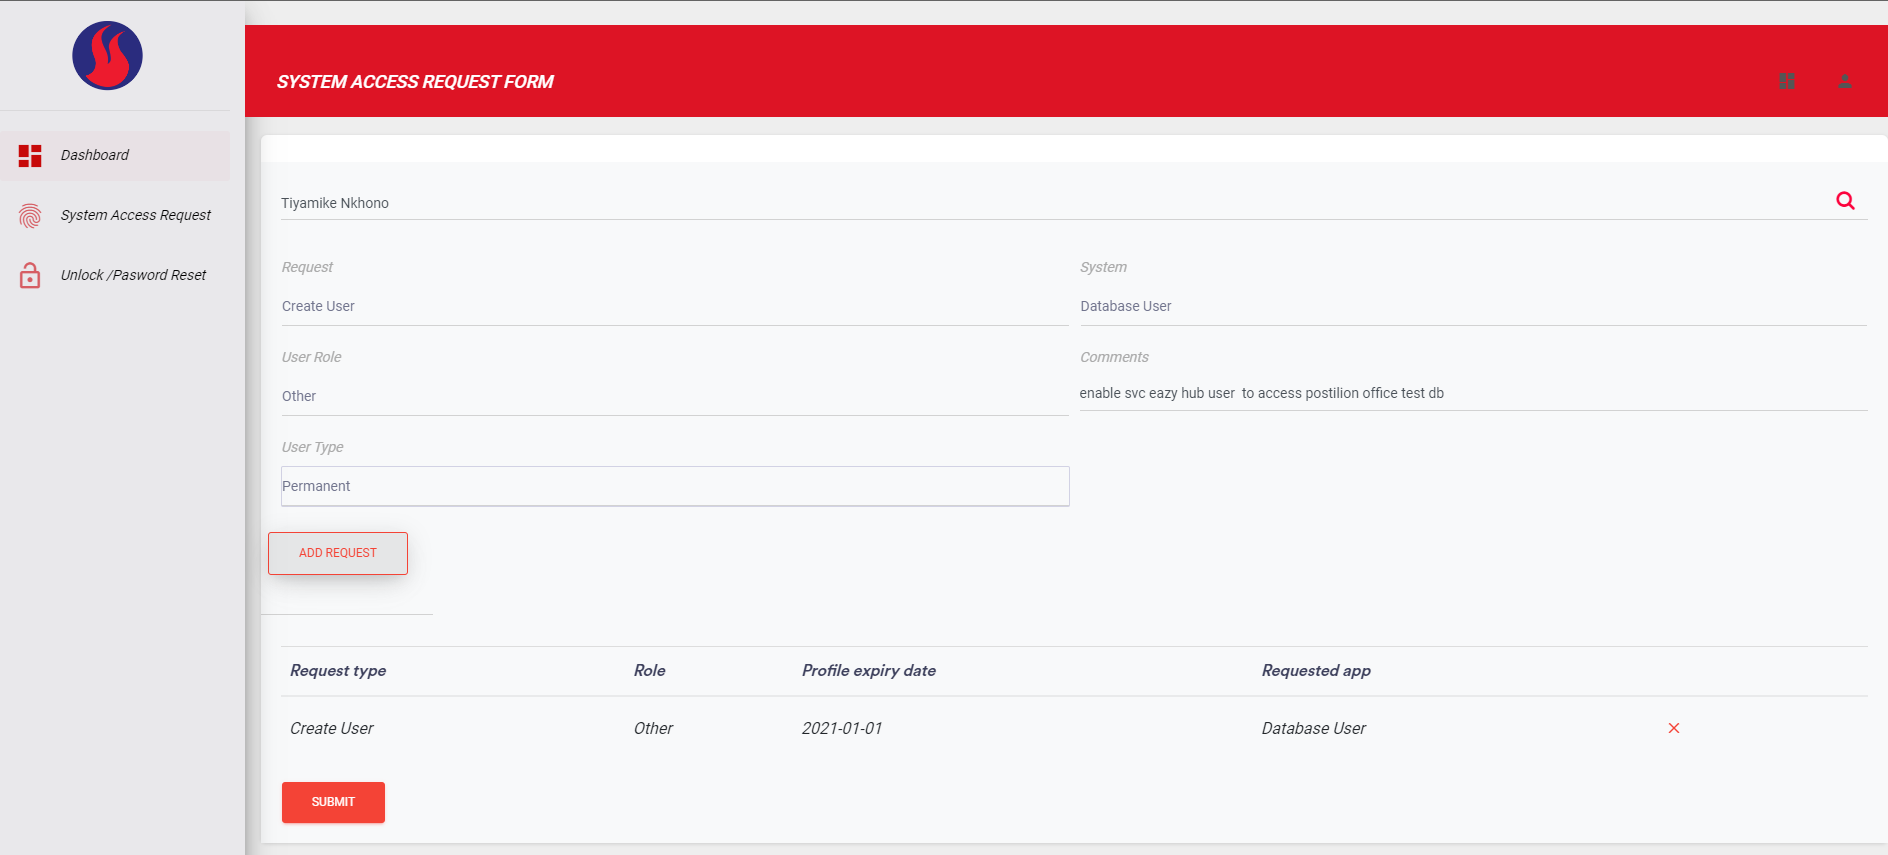 SYSTEM ACCESS REQUEST FORM
Dashboard
System Access Request
Unlock /Pasword Reset
Tiyamike Nkhono
Request
System
Create User
Database User
User Role
Comments
Other
enable svc eazy hub user  to access postilion office test db
User Type
Permanent
ADD REQUEST
Request type Role Profile expiry date Requested app
Create User Other 2021-01-01 Database User
SUBMIT